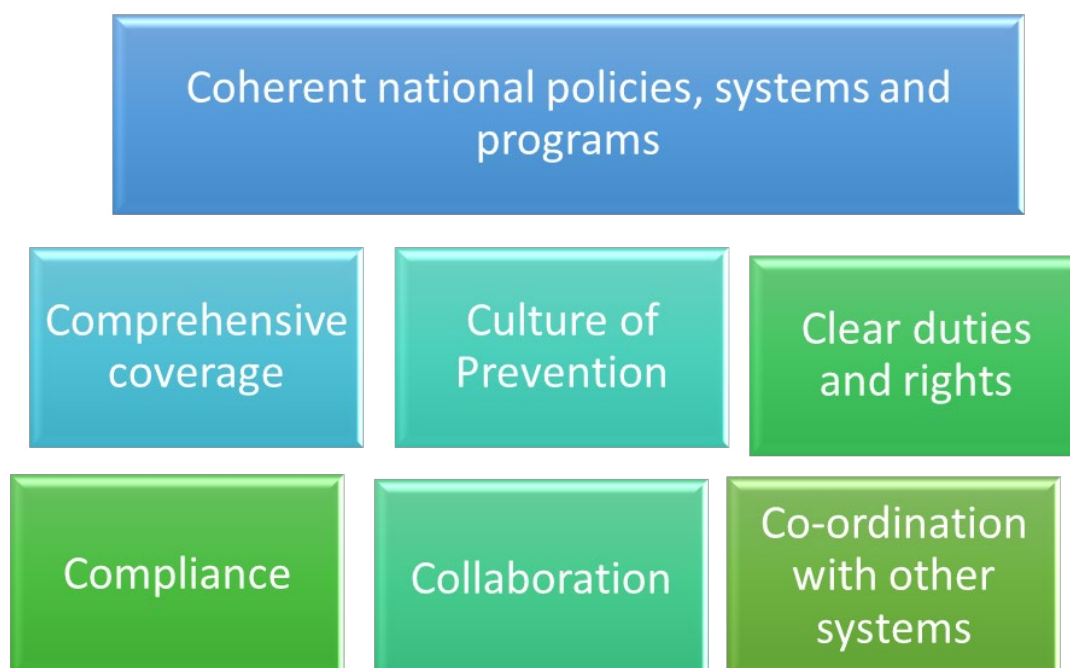 Coherent national policies, systems and
programs
Comprehensive
coverage
Culture of
Prevention
Clear duties
and rights
Compliance
Collaboration
Co-ordination
with other
systems